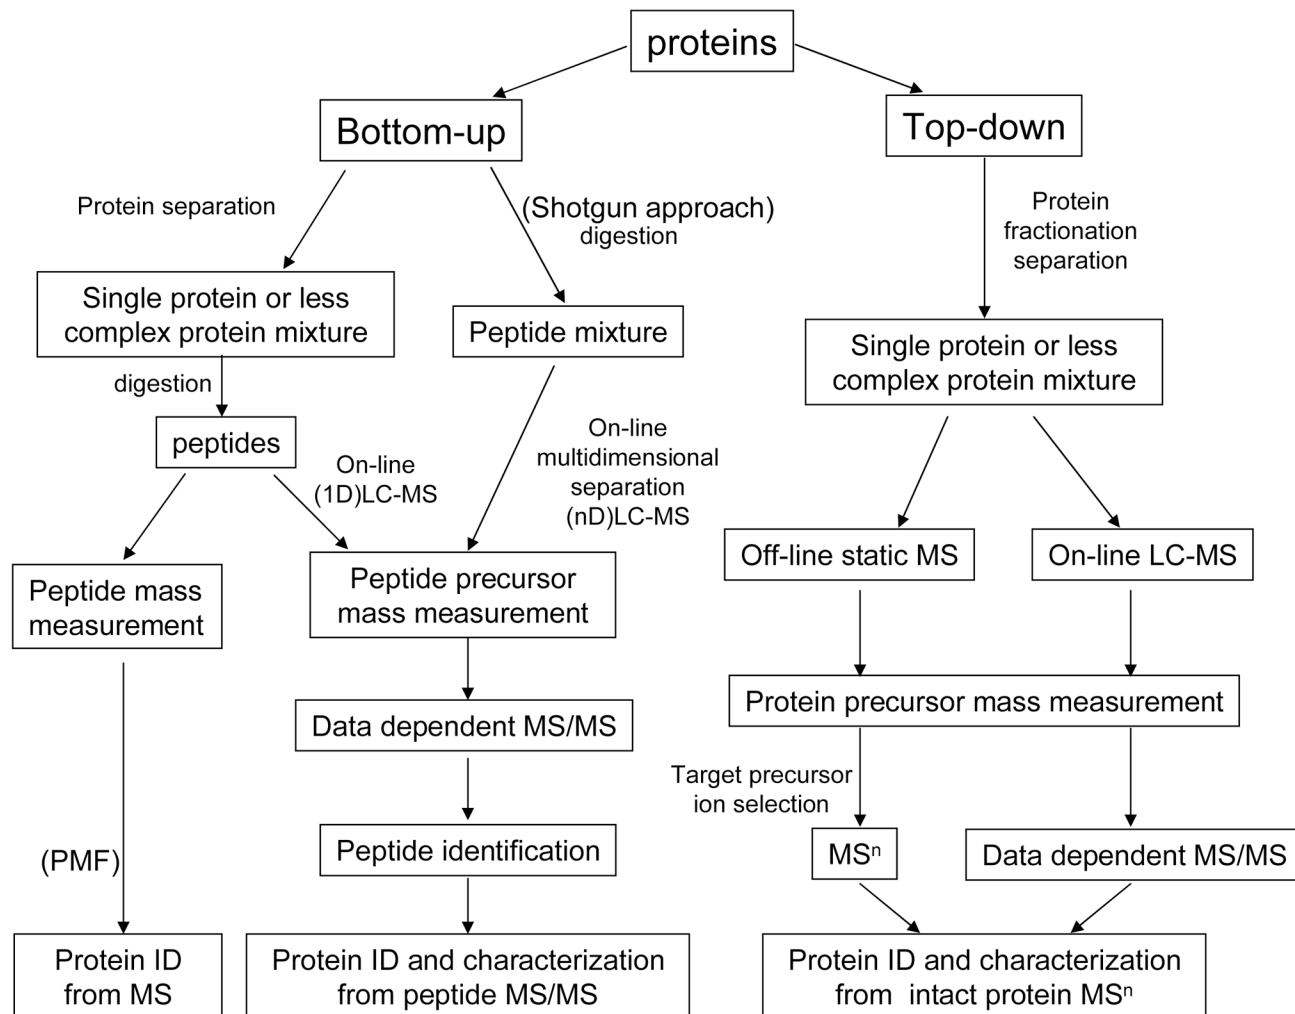 proteins
Bottom-up
Top-down
Protein separation
(Shotgun approach)
digestion
Protein
fractionation
separation
Single protein or less
complex protein mixture
Peptide mixture
Single protein or less
complex protein mixture
digestion
peptides
On-line
(1D)LC-MS
On-line
multidimensional
separation
(nD)LC-MS
Off-line static MS
On-line LC-MS
Peptide mass
measurement
Peptide precursor
mass measurement
Protein precursor mass measurement
Data dependent MS/MS
Target precursor
ion selection
Peptide identification
MSⁿ
Data dependent MS/MS
(PMF)
Protein ID
from MS
Protein ID and characterization
from peptide MS/MS
Protein ID and characterization
from intact protein MSⁿ